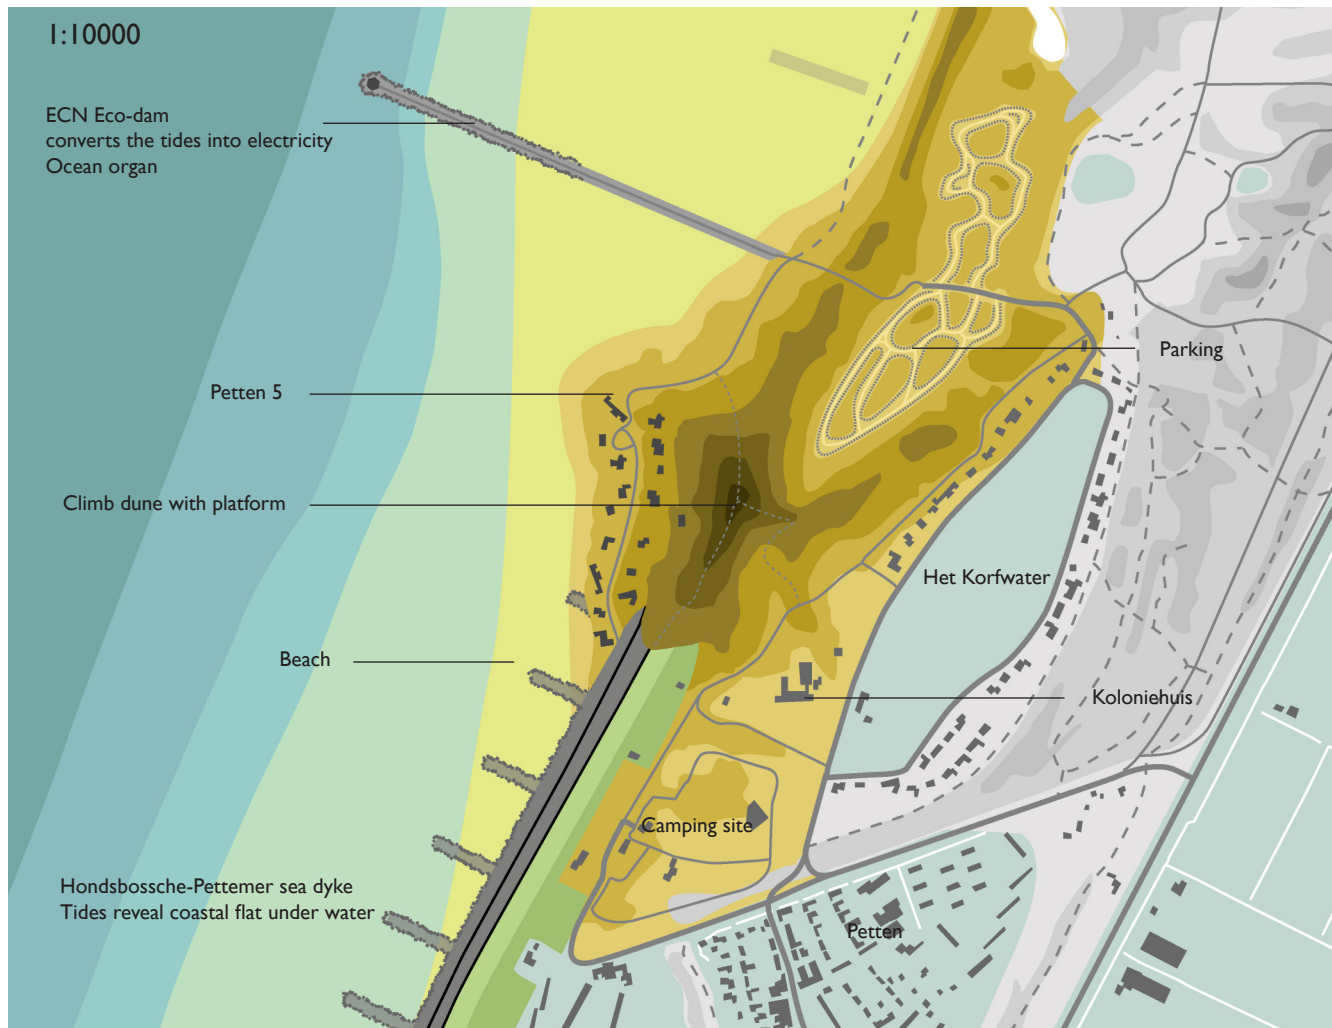 1:10000
ECN Eco-dam
converts the tides into electricity
Ocean organ
Parking
Petten 5
Climb dune with platform
Het Korfwater
Beach
Koloniehuis
Camping site
Hondsbossche-Pettemer sea dyke
Tides reveal coastal flat under water
Petten